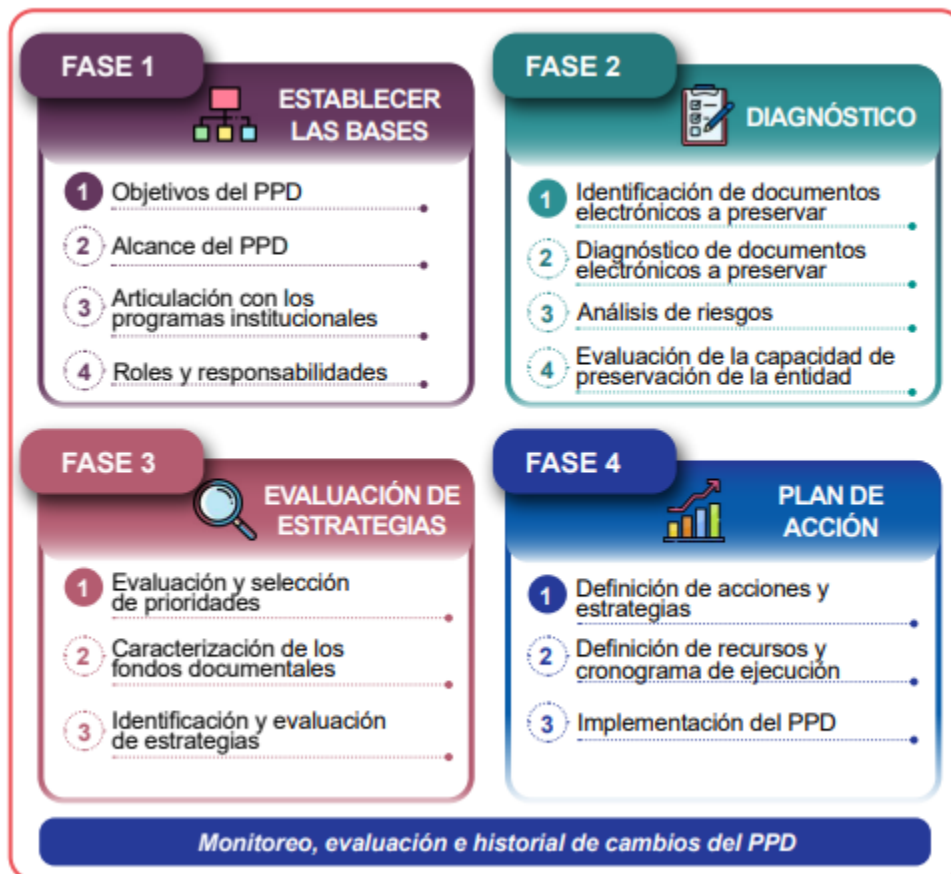 FASE 1
ESTABLECER
LAS BASES
1 Objetivos del PPD
2 Alcance del PPD
3 Articulación con los
programas institucionales
4 Roles y responsabilidades
FASE 2
DIAGNÓSTICO
1 Identificación de documentos
electrónicos a preservar
2 Diagnóstico de documentos
electrónicos a preservar
3 Análisis de riesgos
4 Evaluación de la capacidad de
preservación de la entidad
FASE 3
EVALUACIÓN DE
ESTRATEGIAS
1 Evaluación y selección
de prioridades
2 Caracterización de los
fondos documentales
3 Identificación y evaluación
de estrategias
FASE 4
PLAN DE
ACCIÓN
1 Definición de acciones y
estrategias
2 Definición de recursos y
cronograma de ejecución
3 Implementación del PPD
Monitoreo, evaluación e historial de cambios del PPD